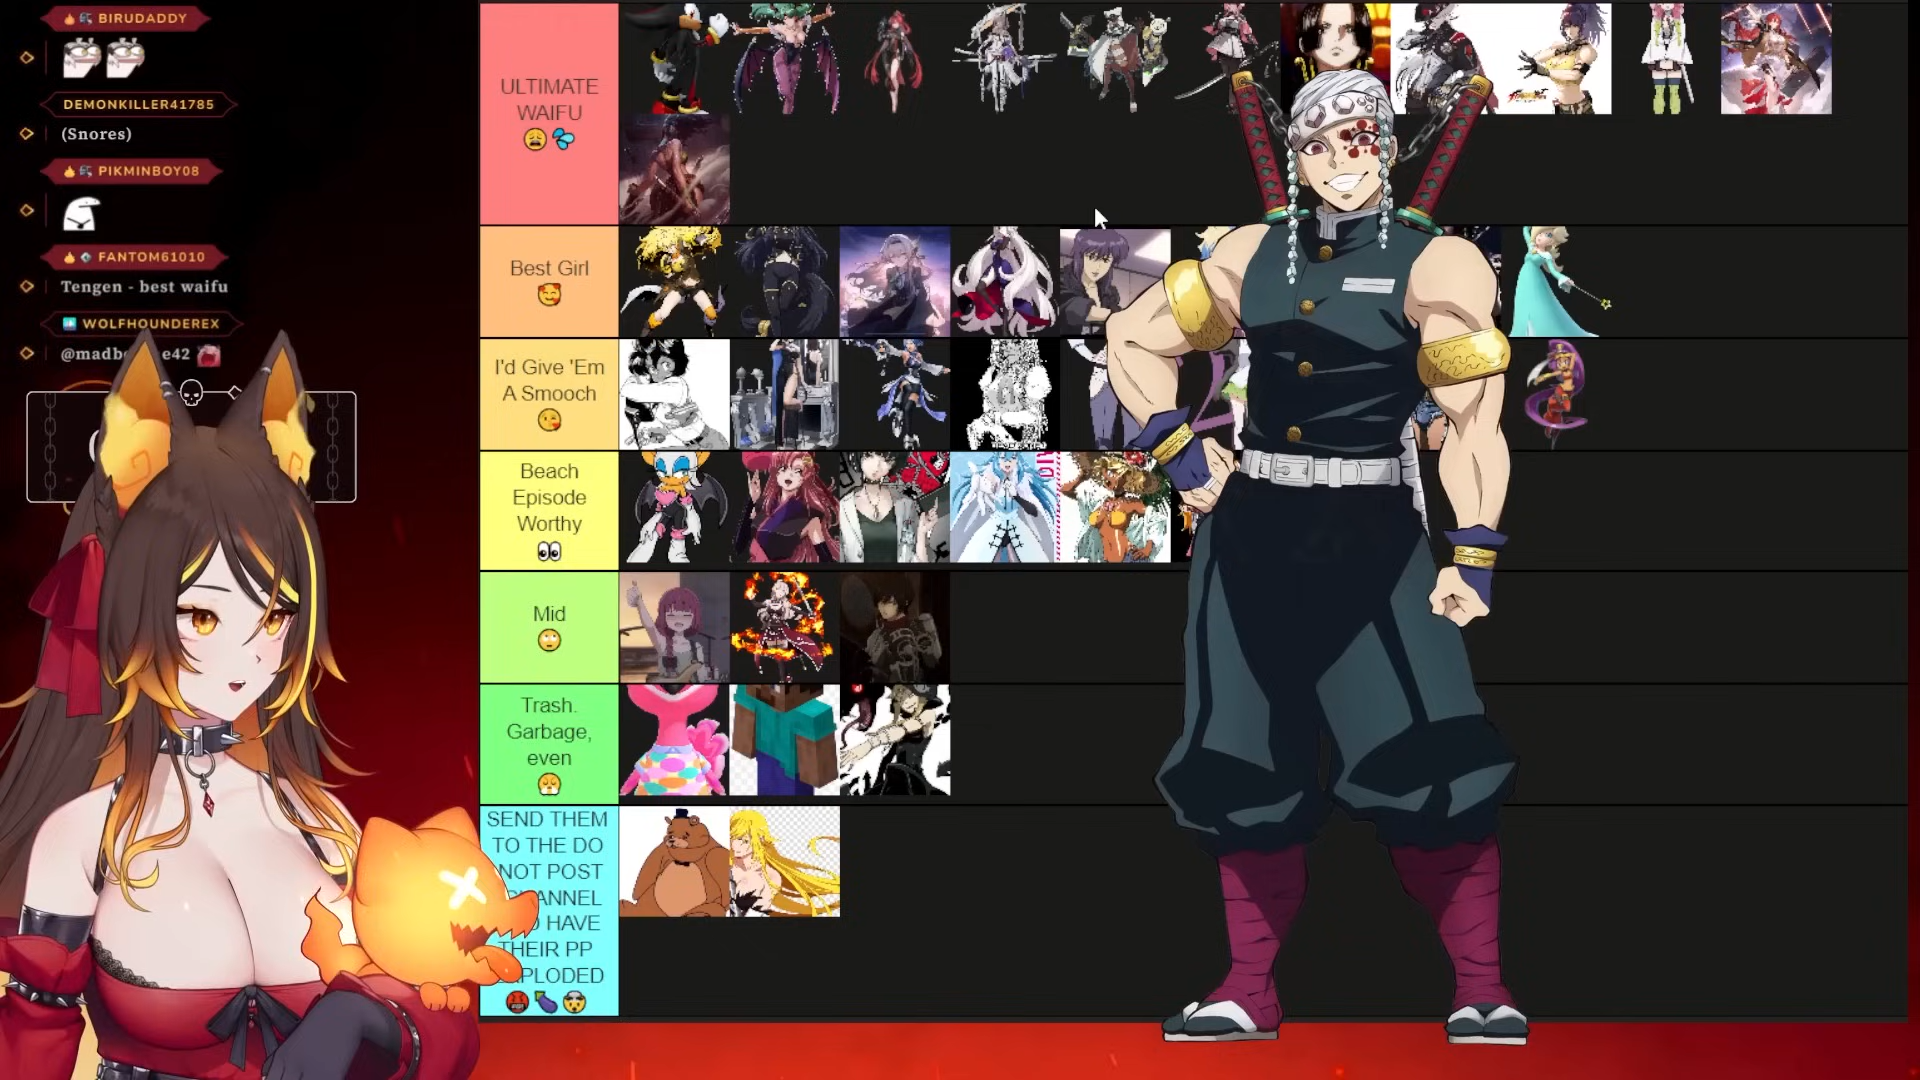 BIRUDADDY
DEMONKILLER41785
(Snores)
PIKMINBOY08
FANTOM61010
Tengen - best waifu
WOLFHOUNDEREX
e42
ULTIMATE
WAIFU
Best Girl
I'd Give 'Em
A Smooch
Beach
Episode
Worthy
Mid
Trash.
Garbage,
even
SEND THEM
TO THE DO
NOT POST
HAVE
THEIR PP